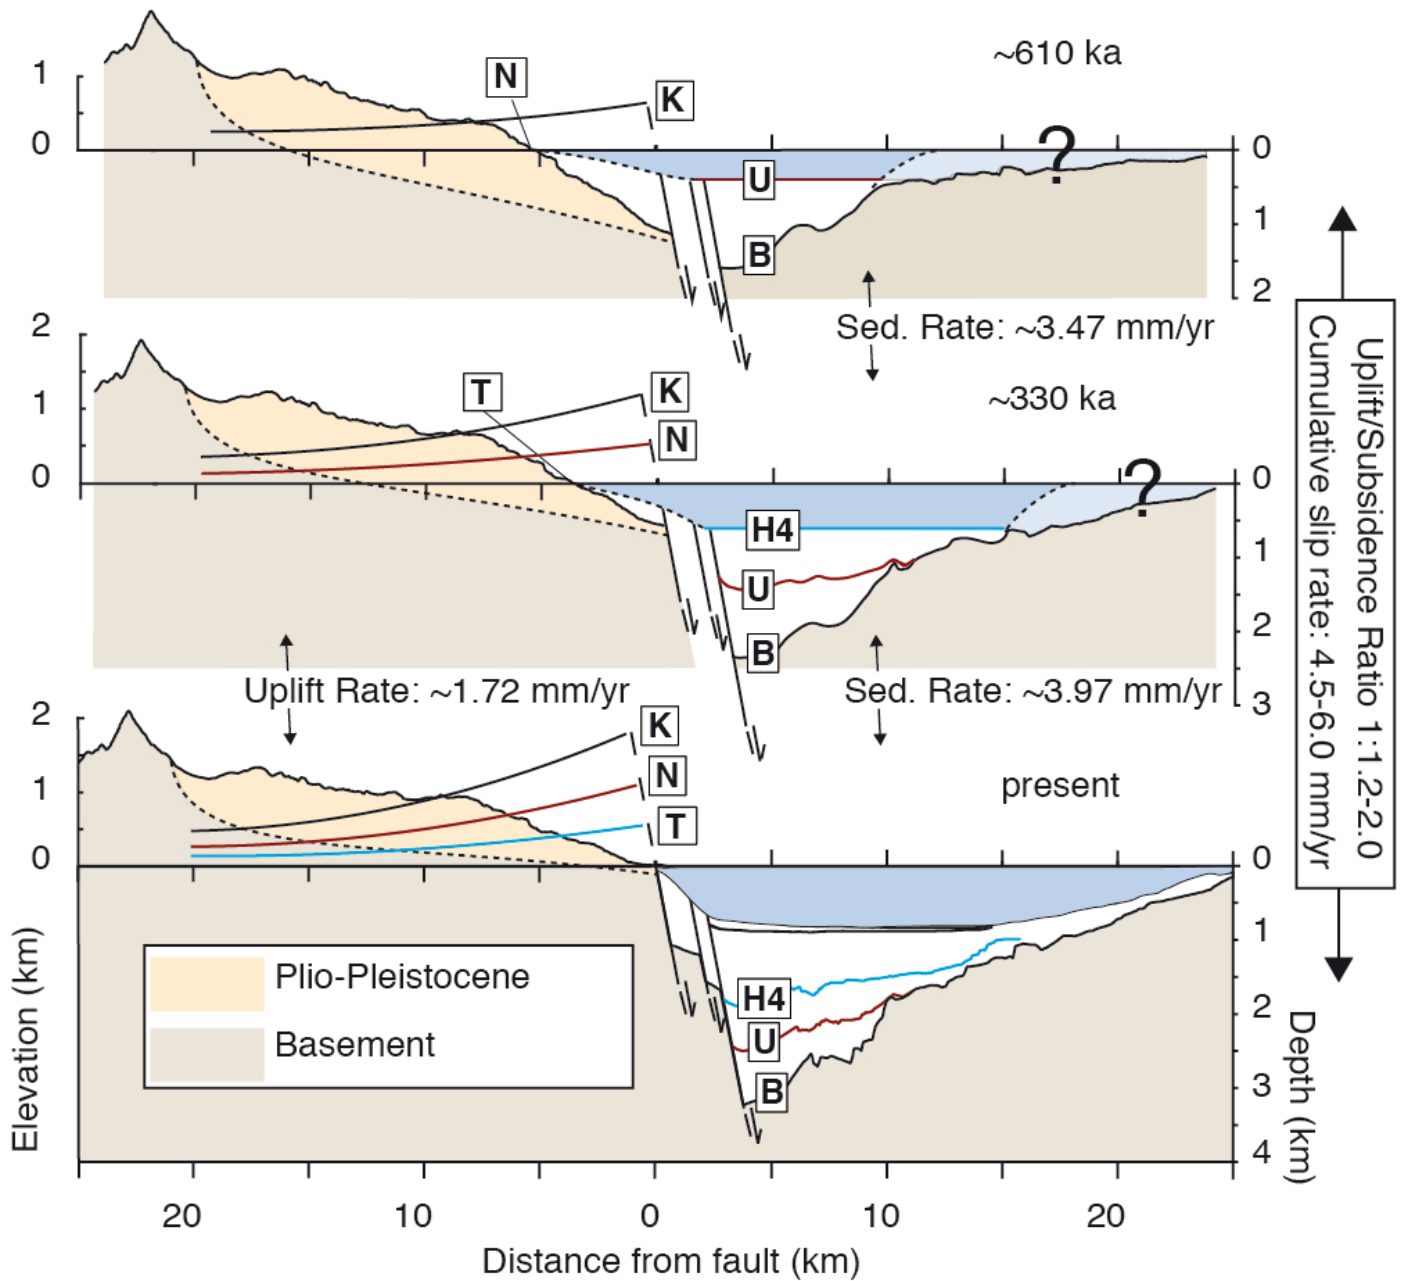 ~610 ka
N
K
1
0
0
U
?
1
B
2
Sed. Rate: ~3.47 mm/yr
2
T
K
~330 ka
1
N
0
0
?
H4
1
U
2
B
Uplift Rate: ~1.72 mm/yr
Sed. Rate: ~3.97 mm/yr
3
2
K
N
present
1
T
0
0
1
Plio-Pleistocene
H4
2
U
Basement
B
3
4
Elevation (km)
Depth (km)
Uplift/Subsidence Ratio 1:1.2-2.0
Cumulative slip rate: 4.5-6.0 mm/yr
20
10
0
10
20
Distance from fault (km)